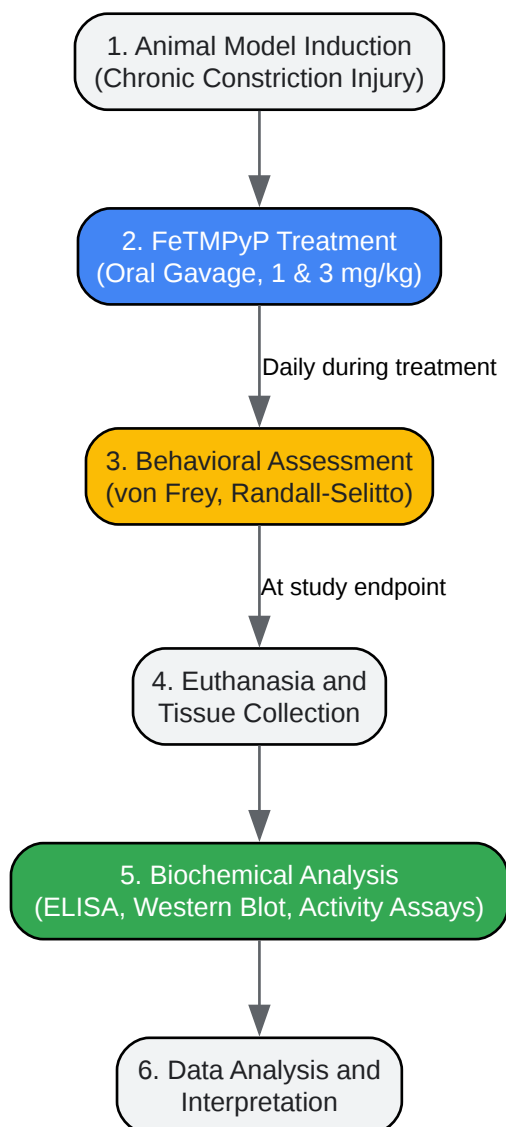 1. Animal Model Induction
(Chronic Constriction Injury)
2. FeTMPyP Treatment
(Oral Gavage, 1 & 3 mg/kg)
Daily during treatment
3. Behavioral Assessment
(von Frey, Randall-Selitto)
At study endpoint
4. Euthanasia and
Tissue Collection
5. Biochemical Analysis
(ELISA, Western Blot, Activity Assays)
6. Data Analysis and
Interpretation